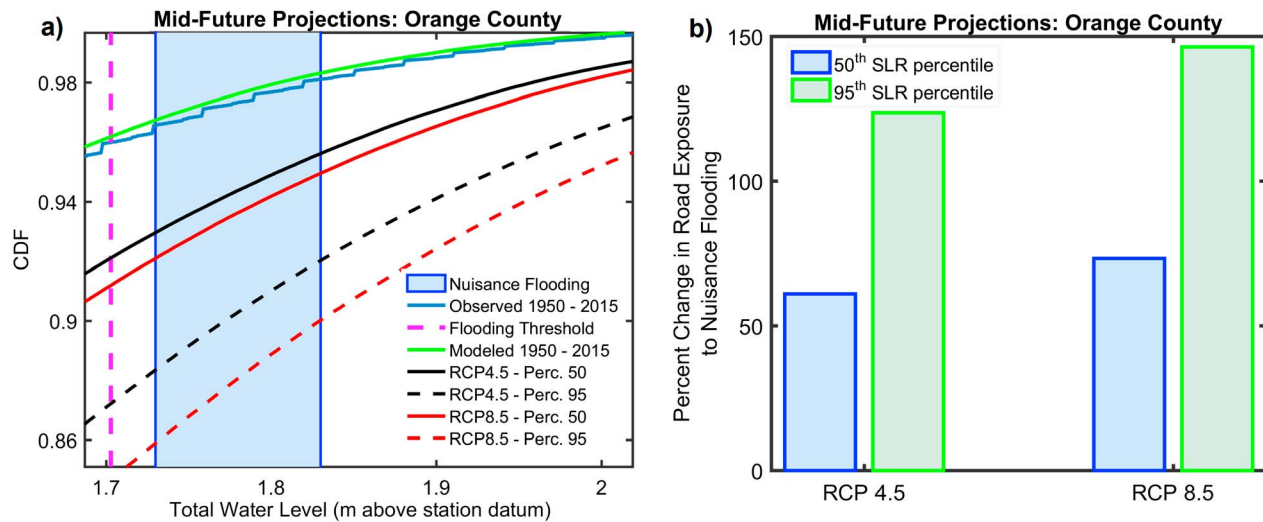 a)
Mid-Future Projections: Orange County
CDF
0.98
0.94
0.9
0.86
1.7
1.8
1.9
2
Total Water Level (m above station datum)
Nuisance Flooding
Observed 1950 - 2015
Flooding Threshold
Modeled 1950 - 2015
RCP4.5 - Perc. 50
RCP4.5 - Perc. 95
RCP8.5 - Perc. 50
RCP8.5 - Perc. 95
b)
Mid-Future Projections: Orange County
Percent Change in Road Exposure
to Nuisance Flooding
150
100
50
0
50th SLR percentile
95th SLR percentile
RCP 4.5
RCP 8.5